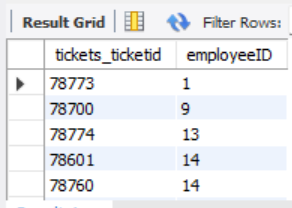 Result Grid Filter Rows:
tickets_ticketid employeeID
78773 1
78700 9
78774 13
78601 14
78760 14